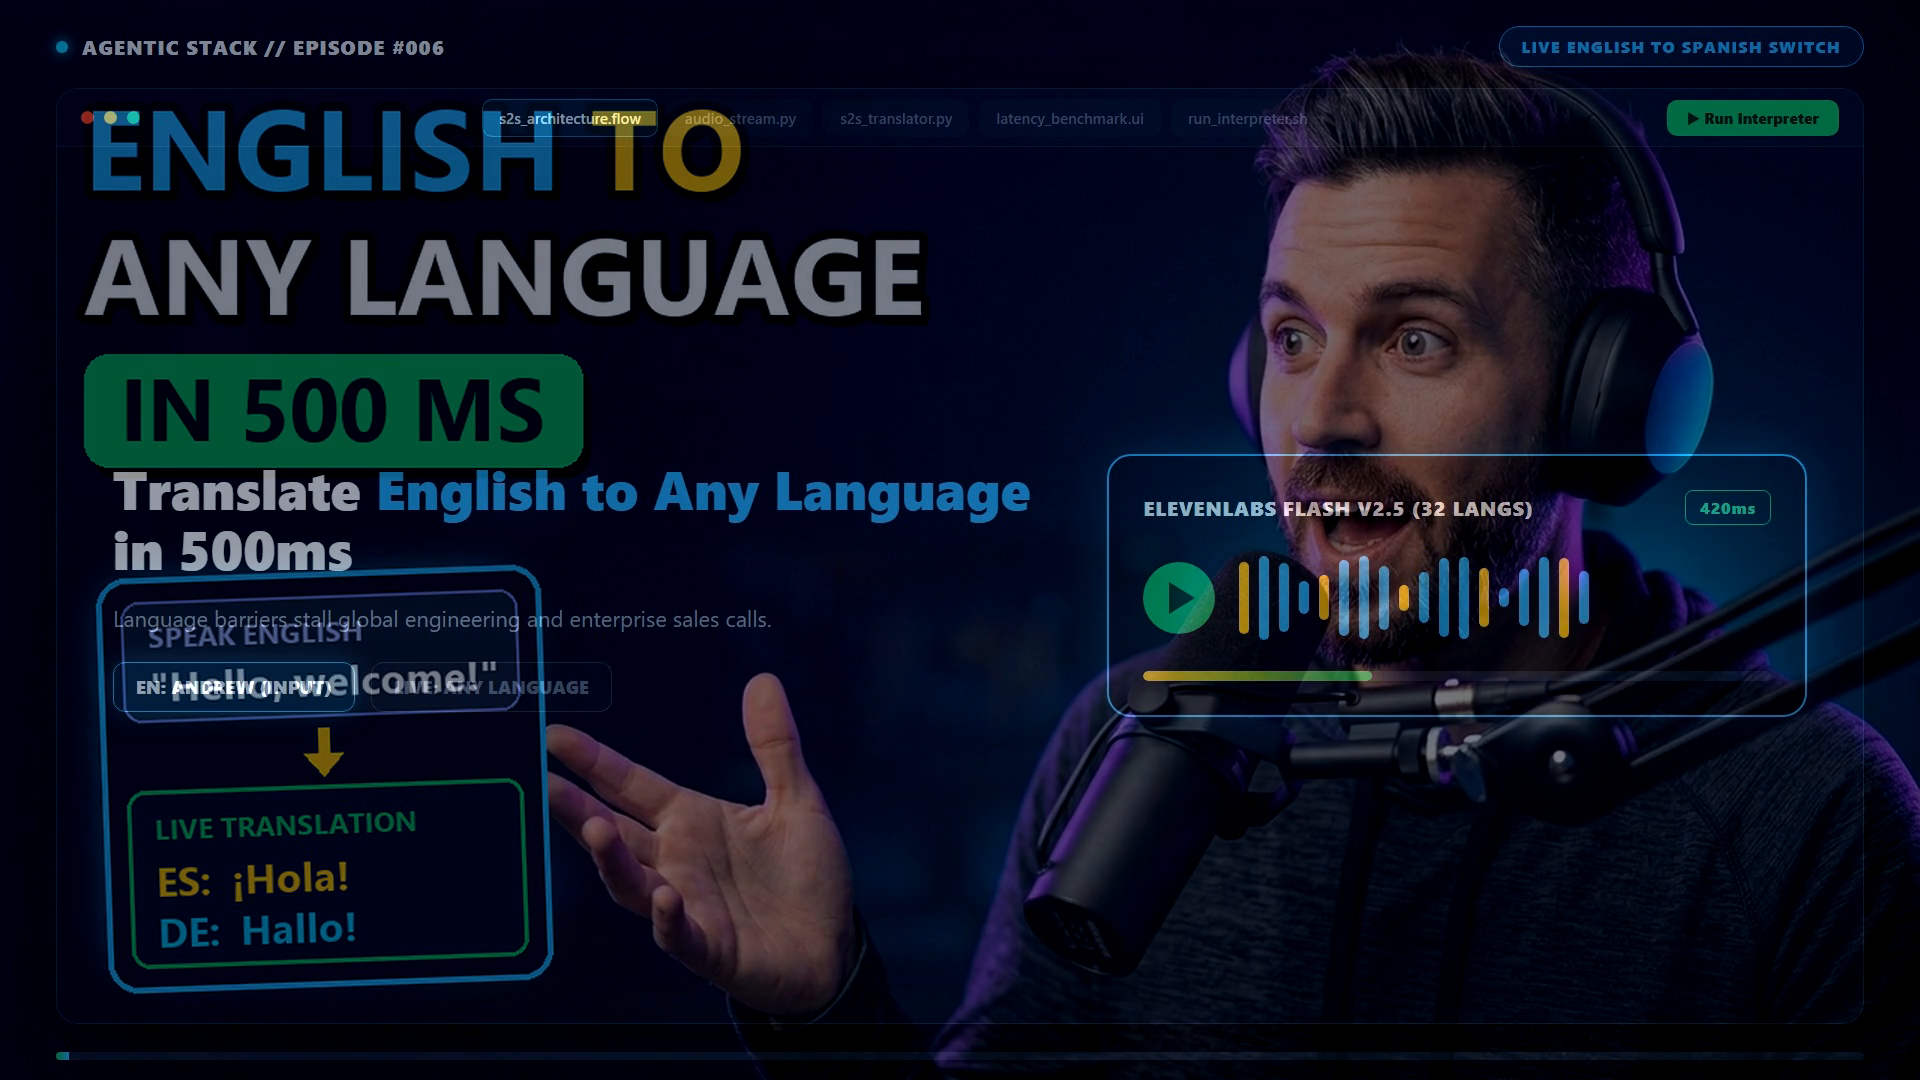 AGENTIC STACK // EPISODE #006
LIVE ENGLISH TO SPANISH SWITCH
s2s_architecture.flow
audio_stream.py
s2s_translator.py
latency_benchmark.ui
run_interpreter.sh
▶ Run Interpreter
ENGLISH TO
ANY LANGUAGE
IN 500 MS
Translate English to Any Language
in 500ms
ELEVENLABS FLASH V2.5 (32 LANGS)
420ms
Language barriers stall global engineering and enterprise sales calls.
SPEAK ENGLISH
"Hello, welcome!"
EN: ANDREW (INPUT)
LIVE: ANY LANGUAGE
LIVE TRANSLATION
ES: ¡Hola!
DE: Hallo!